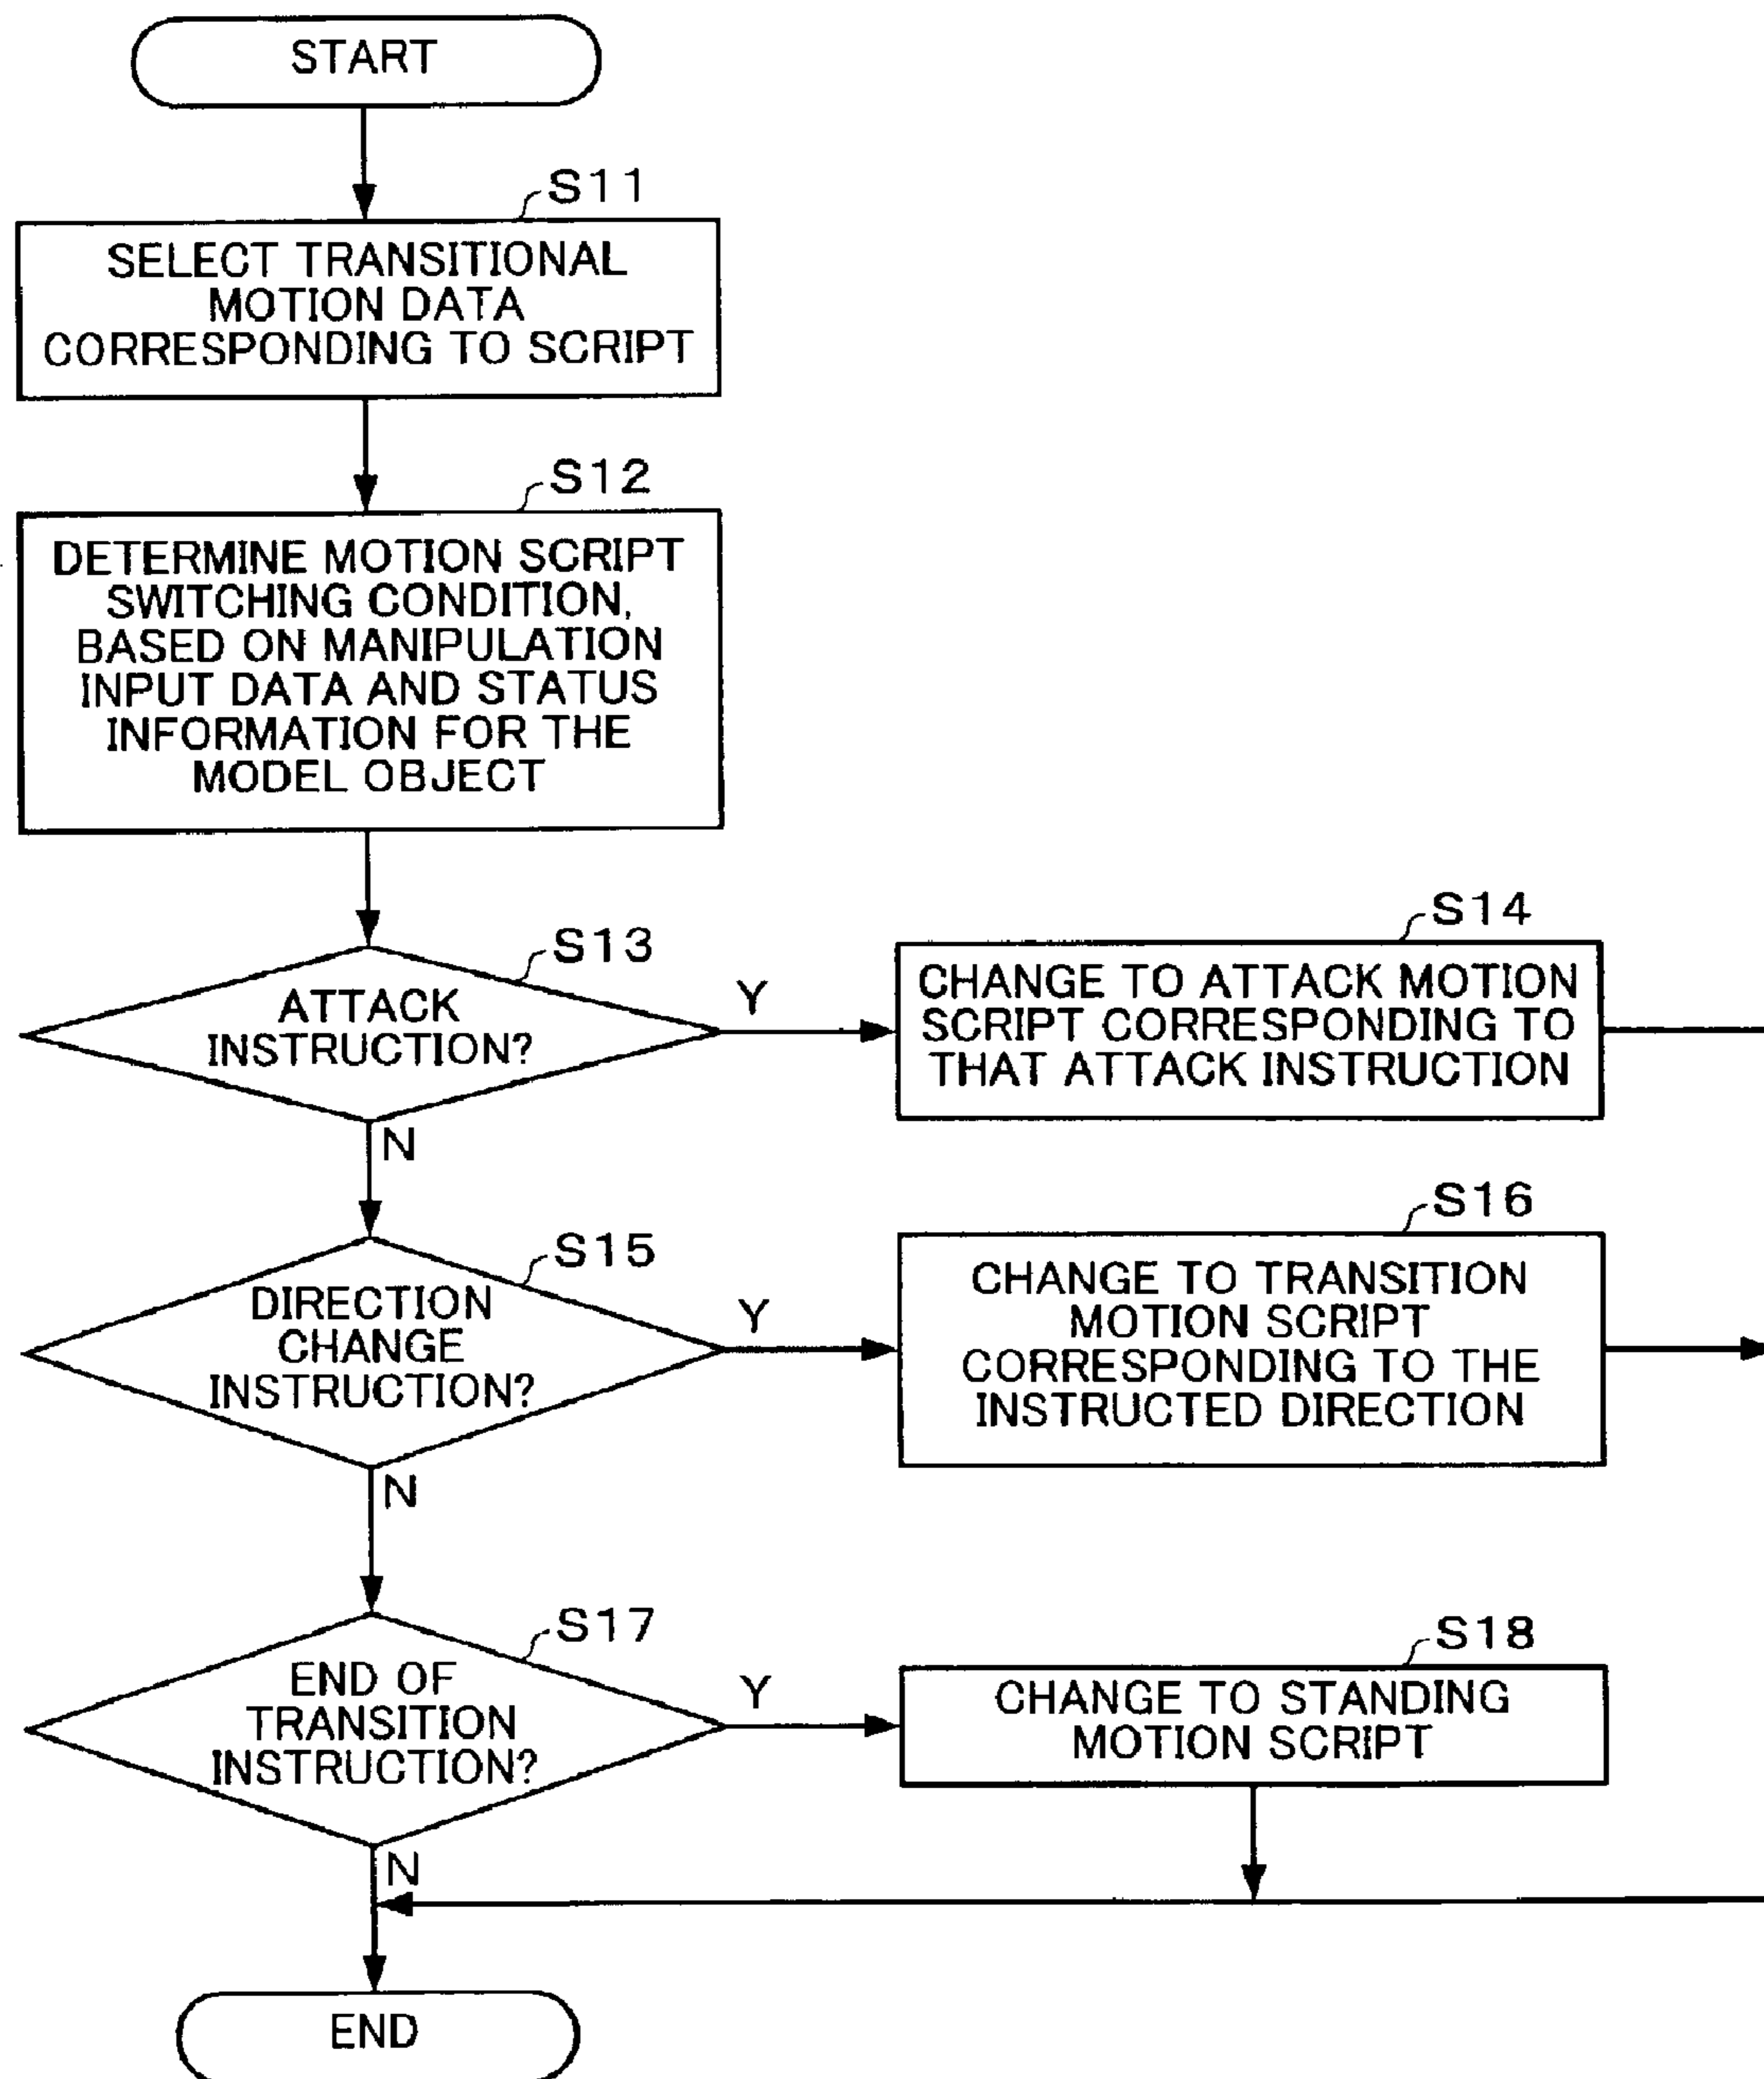 START
S11
SELECT TRANSITIONAL
MOTION DATA
CORRESPONDING TO SCRIPT
S12
DETERMINE MOTION SCRIPT
SWITCHING CONDITION,
BASED ON MANIPULATION
INPUT DATA AND STATUS
INFORMATION FOR THE
MODEL OBJECT
S13
ATTACK
INSTRUCTION?
Y
N
S14
CHANGE TO ATTACK MOTION
SCRIPT CORRESPONDING TO
THAT ATTACK INSTRUCTION
S15
DIRECTION
CHANGE
INSTRUCTION?
Y
N
S16
CHANGE TO TRANSITION
MOTION SCRIPT
CORRESPONDING TO THE
INSTRUCTED DIRECTION
S17
END OF
TRANSITION
INSTRUCTION?
Y
N
S18
CHANGE TO STANDING
MOTION SCRIPT
END